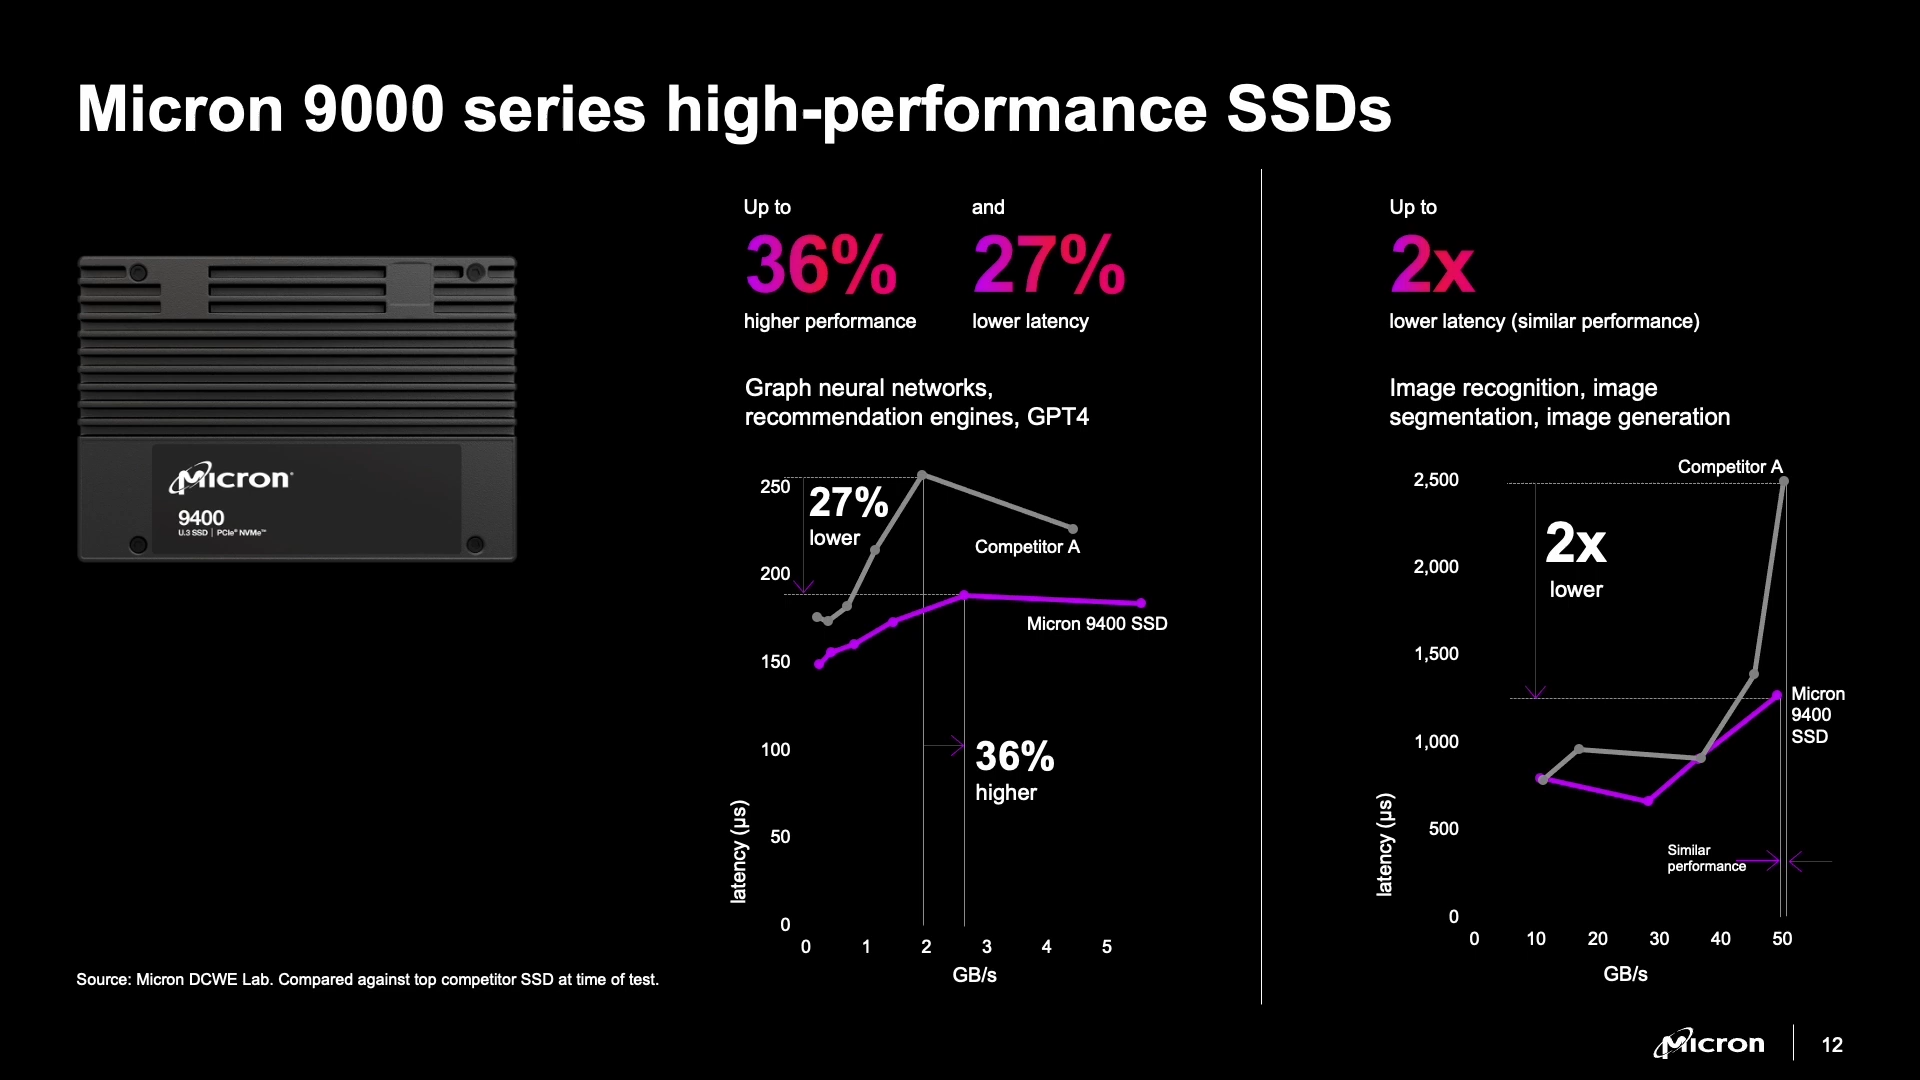 Micron 9000 series high-performance SSDs
Micron
9400
U.3 SSD | PCIe® NVMe™
Source: Micron DCWE Lab. Compared against top competitor SSD at time of test.
Up to
36%
higher performance
and
27%
lower latency
Graph neural networks,
recommendation engines, GPT4
250
200
150
100
50
0
latency (µs)
27%
lower
Competitor A
Micron 9400 SSD
36%
higher
0 1 2 3 4 5
GB/s
Up to
2x
lower latency (similar performance)
Image recognition, image
segmentation, image generation
2,500
2,000
1,500
1,000
500
0
latency (µs)
Competitor A
2x
lower
Micron
9400
SSD
Similar
performance
0 10 20 30 40 50
GB/s
Micron
12